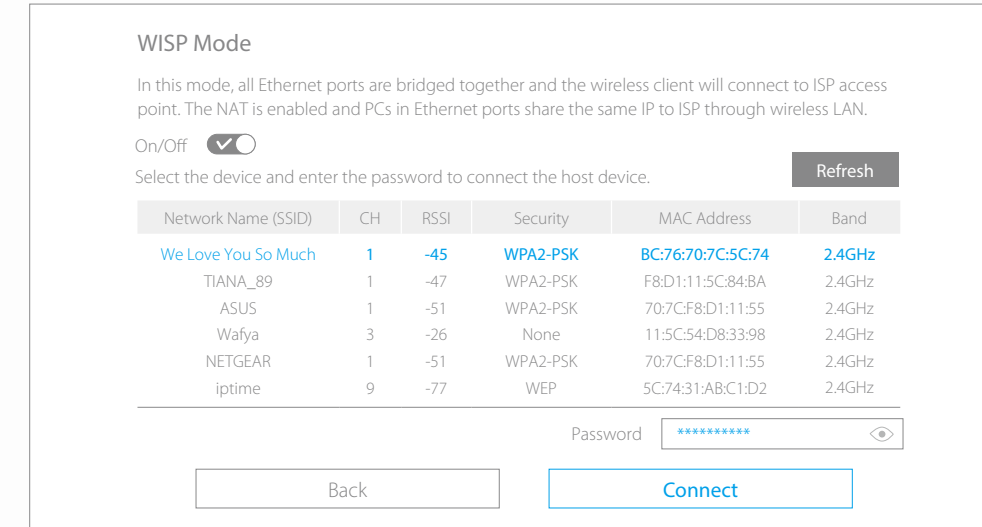 WISP Mode
In this mode, all Ethernet ports are bridged together and the wireless client will connect to ISP access
point. The NAT is enabled and PCs in Ethernet ports share the same IP to ISP through wireless LAN.
On/Off
Refresh
Select the device and enter the password to connect the host device.
Network Name (SSID) CH RSSI Security MAC Address Band
We Love You So Much 1 -45 WPA2-PSK BC:76:70:7C:5C:74 2.4GHz
TIANA_89 1 -47 WPA2-PSK F8:D1:11:5C:84:BA 2.4GHz
ASUS 1 -51 WPA2-PSK 70:7C:F8:D1:11:55 2.4GHz
Wafya 3 -26 None 11:5C:54:D8:33:98 2.4GHz
NETGEAR 1 -51 WPA2-PSK 70:7C:F8:D1:11:55 2.4GHz
iptime 9 -77 WEP 5C:74:31:AB:C1:D2 2.4GHz
Password **********
Back Connect